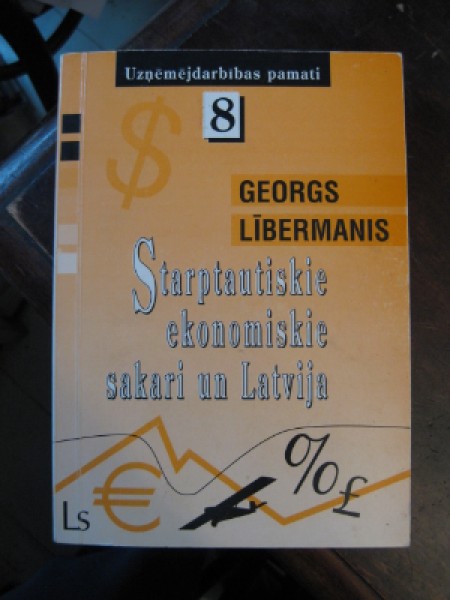 Uzņēmējdarbības pamati
$
8
GEORGS
LĪBERMANIS
Starptautiskie
ekonomiskie
sakari un Latvija
%
£
€
Ls